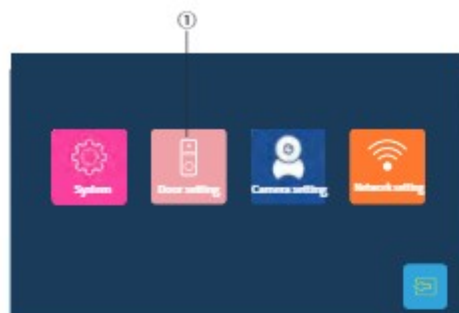 ①
System
Door setting
Camera setting
Network setting